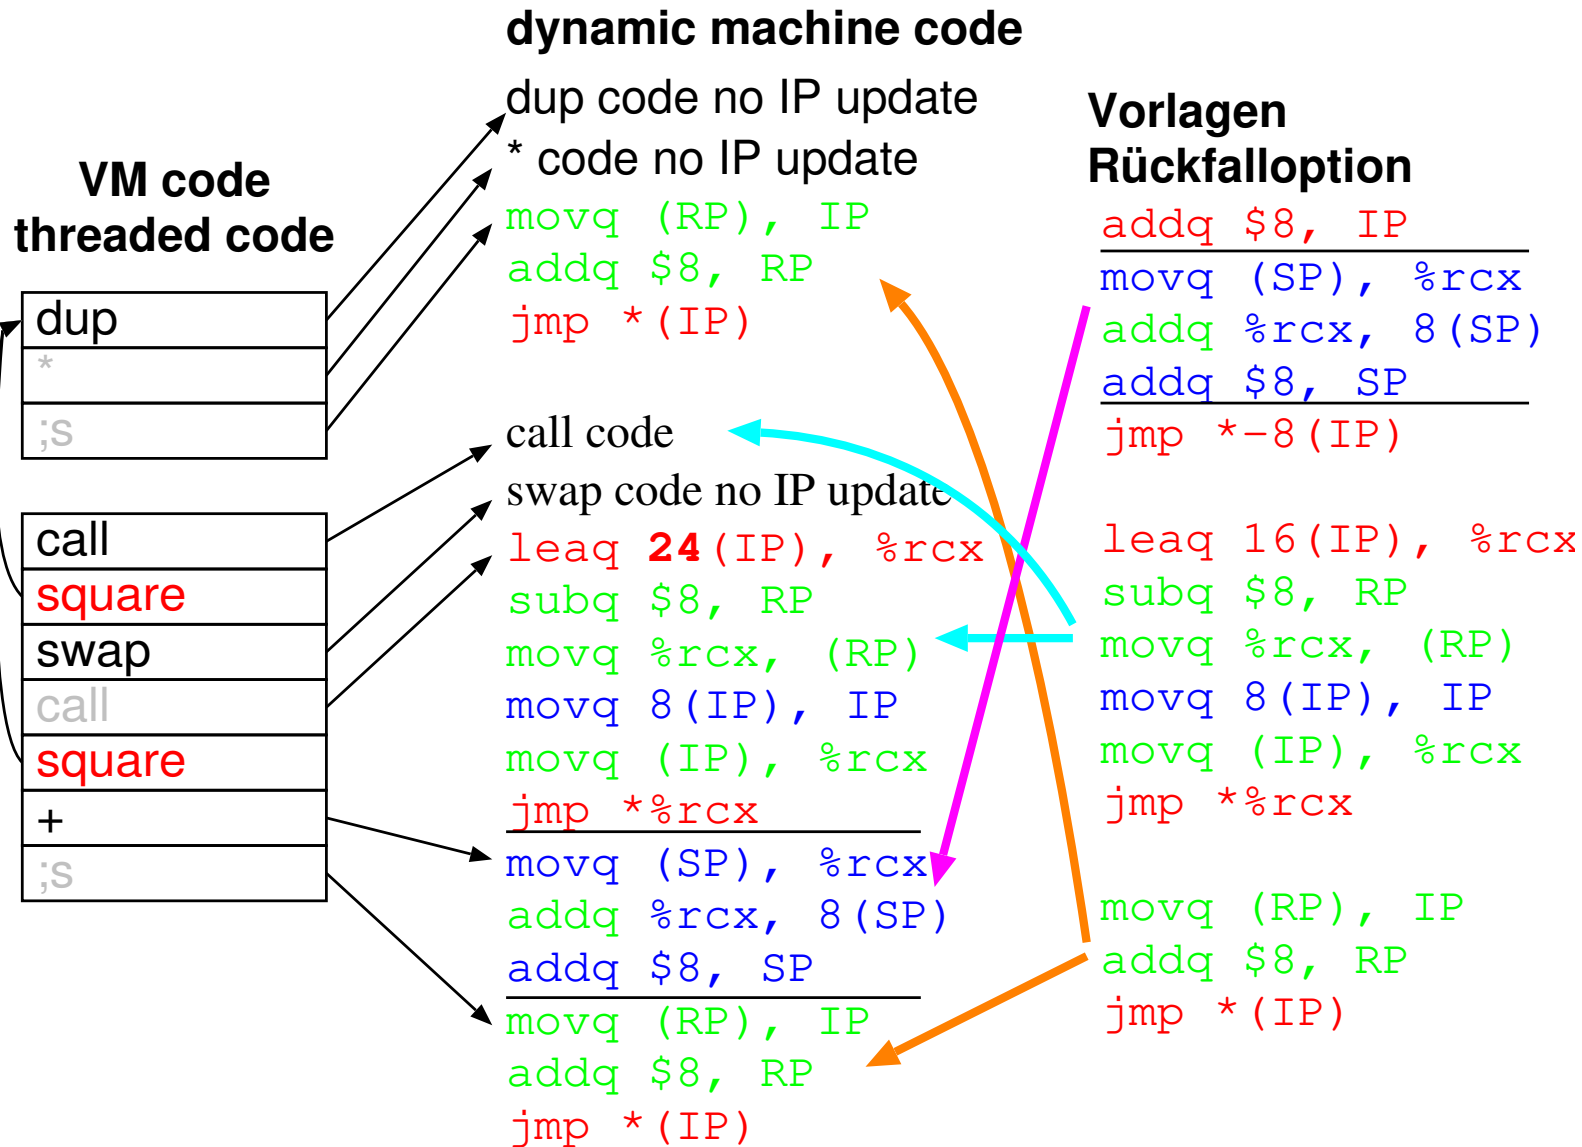 VM code
threaded code
dup
*
;s
call
square
swap
call
square
+
;s
dynamic machine code
dup code no IP update
* code no IP update
movq (RP), IP
addq $8, RP
jmp *(IP)
call code
swap code no IP update
leaq 24(IP), %rcx
subq $8, RP
movq %rcx, (RP)
movq 8(IP), IP
movq (IP), %rcx
jmp *%rcx
movq (SP), %rcx
addq %rcx, 8(SP)
addq $8, SP
movq (RP), IP
addq $8, RP
jmp *(IP)
Vorlagen
Rückfalloption
addq $8, IP
movq (SP), %rcx
addq %rcx, 8(SP)
addq $8, SP
jmp *-8(IP)
leaq 16(IP), %rcx
subq $8, RP
movq %rcx, (RP)
movq 8(IP), IP
movq (IP), %rcx
jmp *%rcx
movq (RP), IP
addq $8, RP
jmp *(IP)